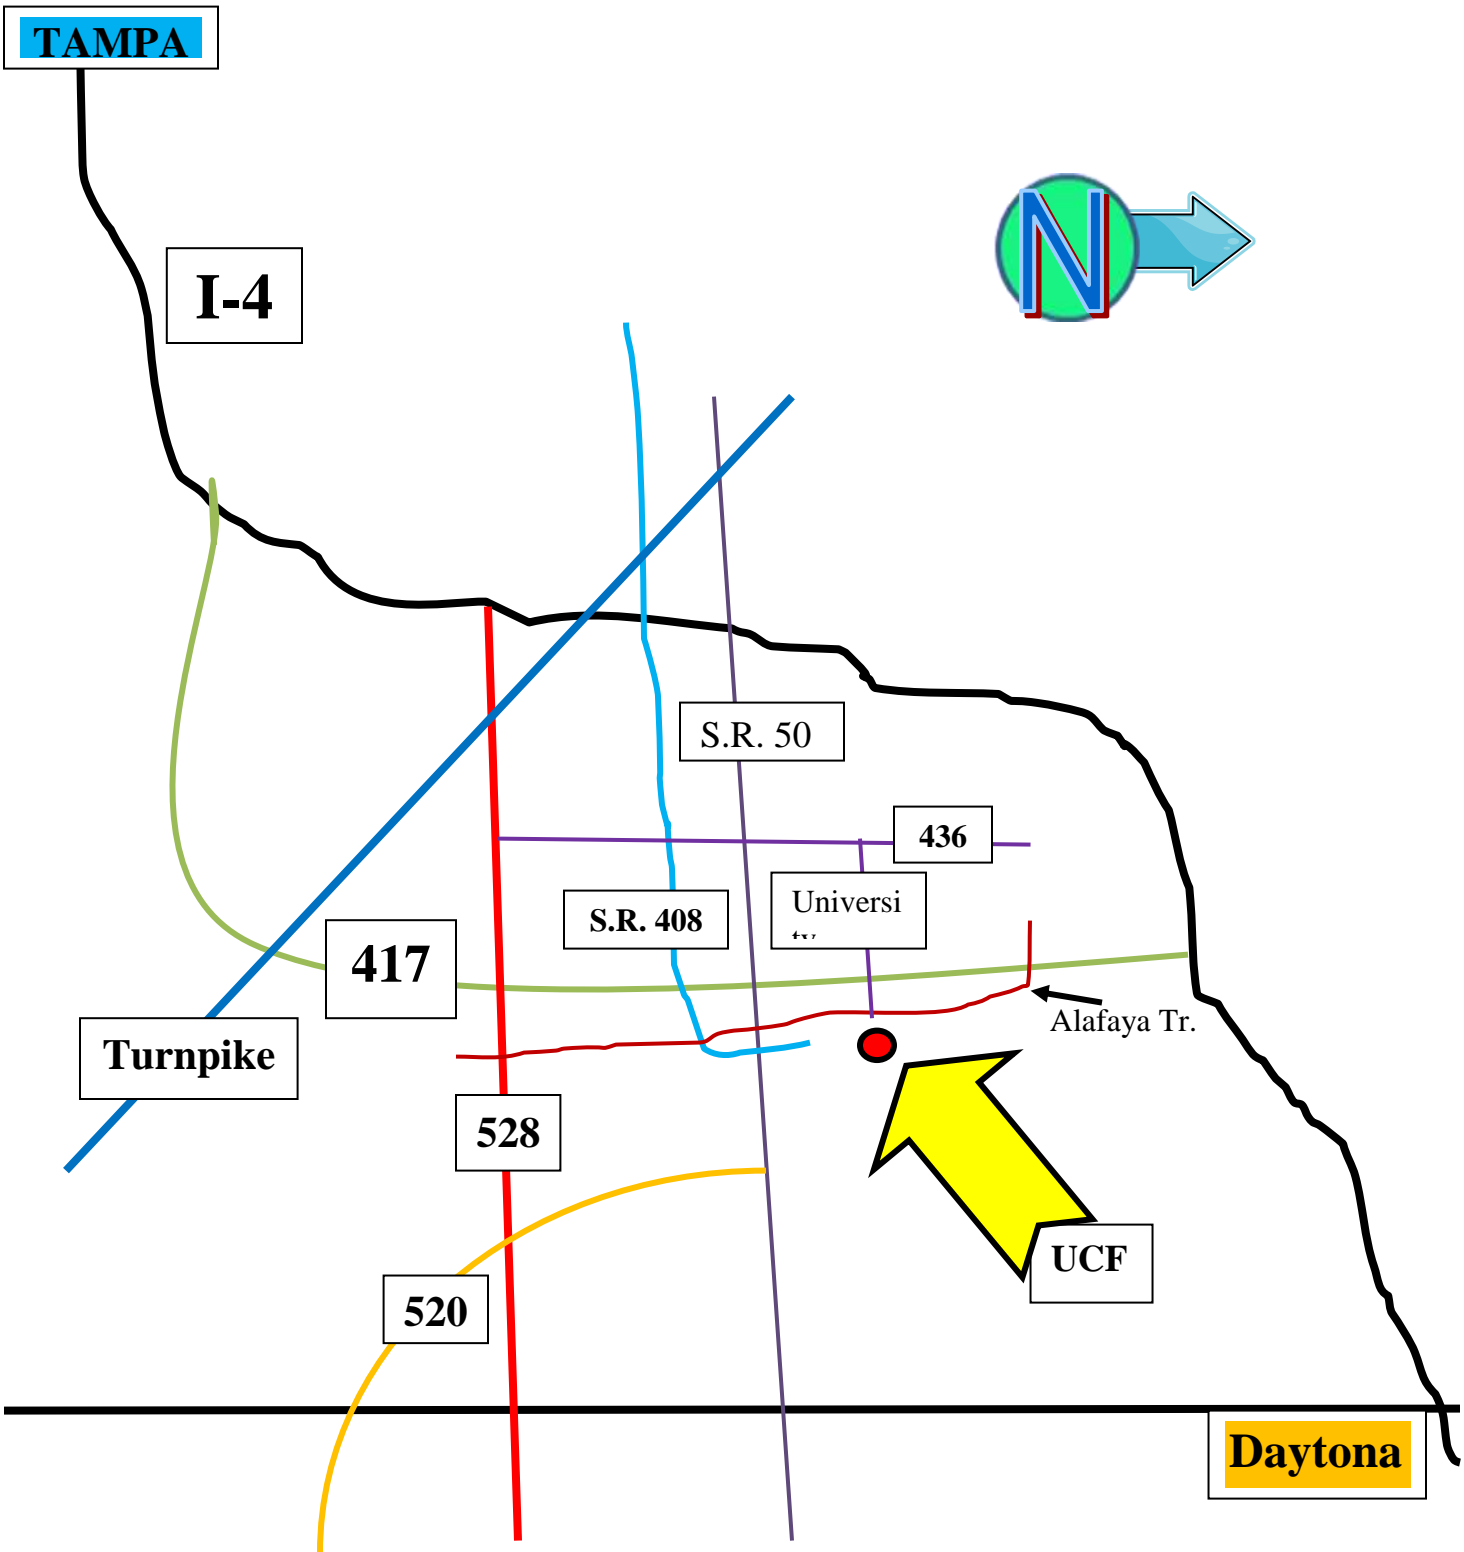 TAMPA
N
I-4
S.R. 50
436
Universi
S.R. 408
417
Alafaya Tr.
Turnpike
528
UCF
520
Daytona